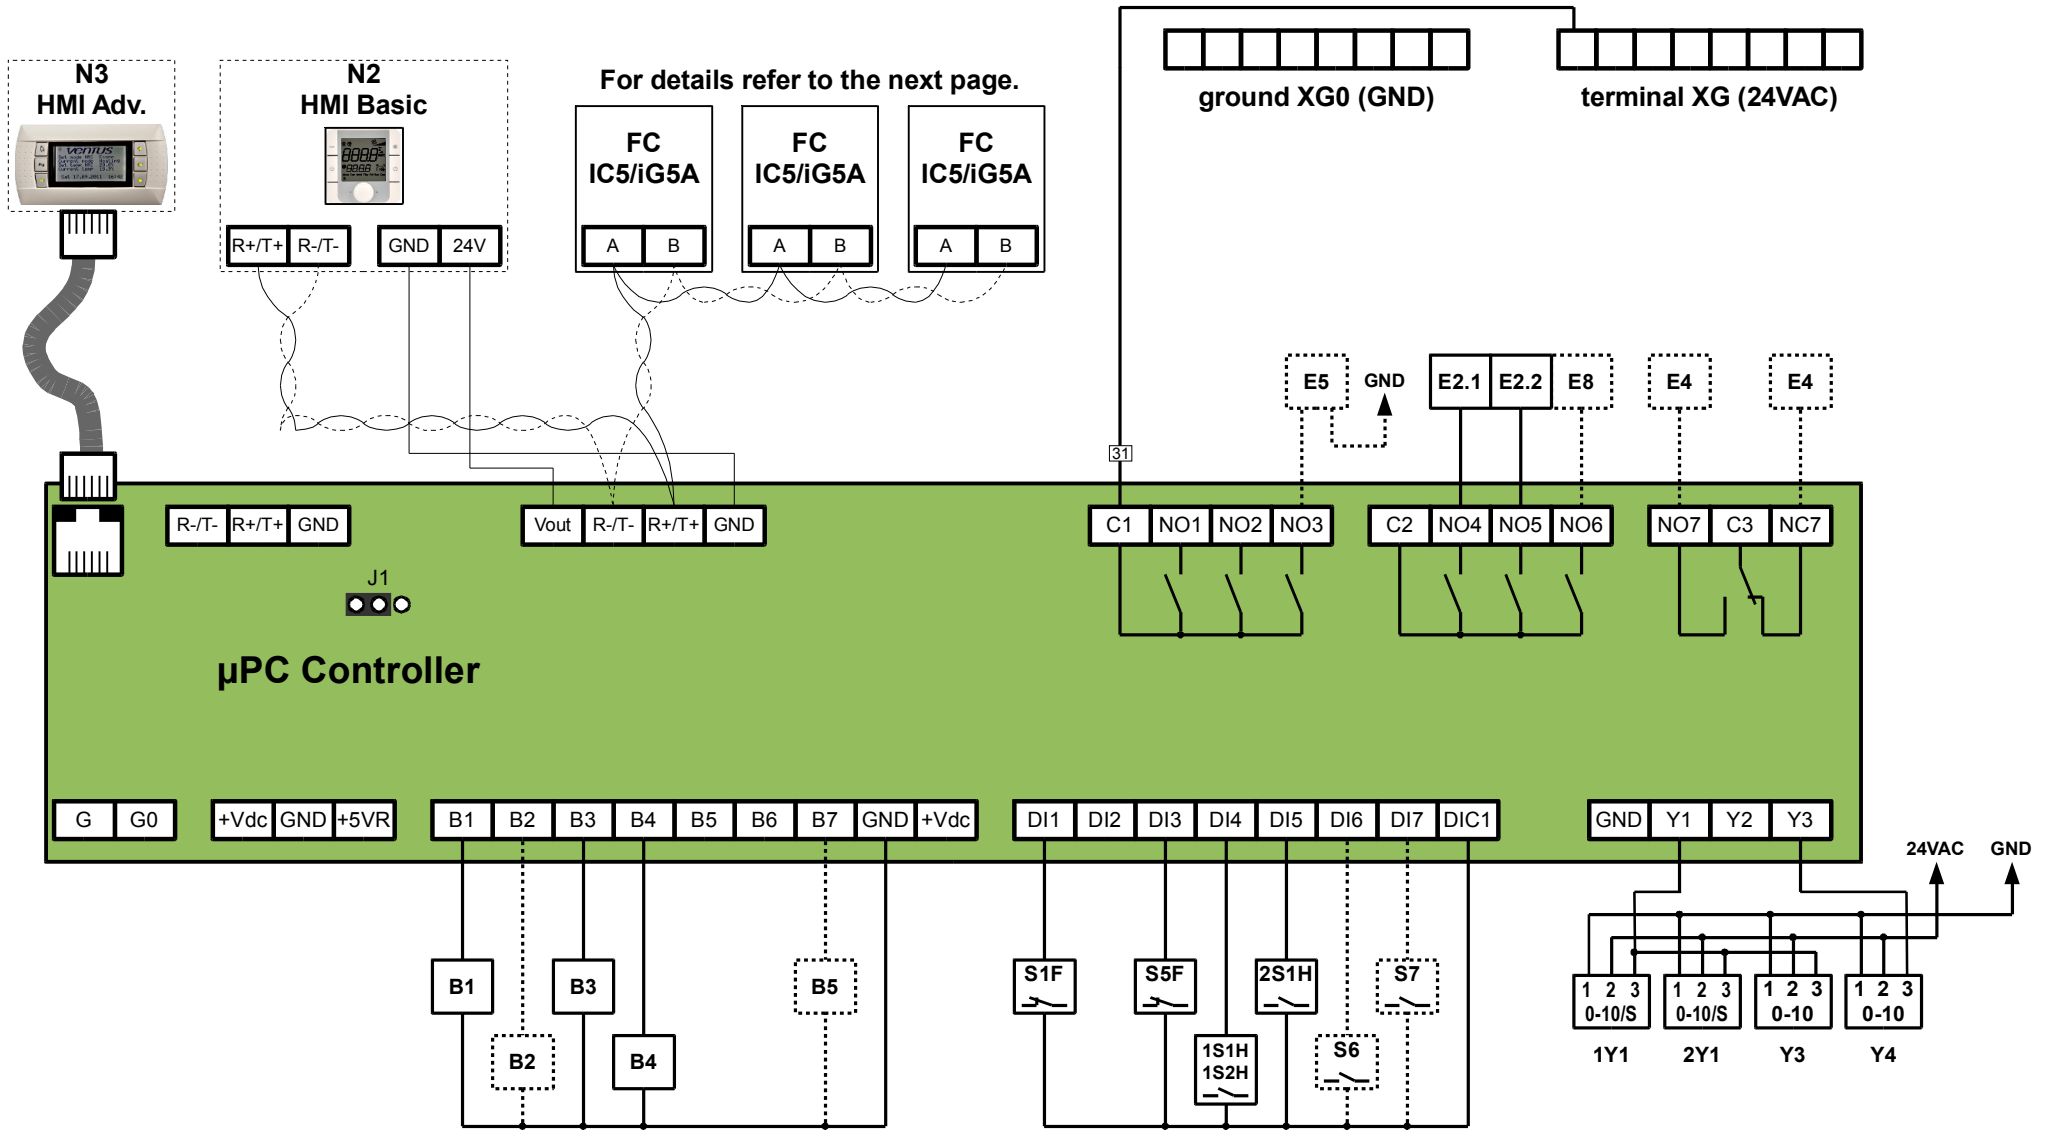 N3
HMI Adv.
ventus
N2
HMI Basic
R+/T+ R-/T- GND 24V
For details refer to the next page.
FC
IC5/iG5A
A B
FC
IC5/iG5A
A B
FC
IC5/iG5A
A B
ground XG0 (GND)
terminal XG (24VAC)
E5 GND E2.1 E2.2 E8 E4 E4
31
R-/T- R+/T+ GND
Vout R-/T- R+/T+ GND
C1 NO1 NO2 NO3
C2 NO4 NO5 NO6
NO7 C3 NC7
J1
µPC Controller
G G0
+Vdc GND +5VR
B1 B2 B3 B4 B5 B6 B7 GND +Vdc
DI1 DI2 DI3 DI4 DI5 DI6 DI7 DIC1
GND Y1 Y2 Y3
24VAC GND
B1 B3 B5
B2 B4
S1F S5F 2S1H S7
1S1H
1S2H
S6
1 2 3
0-10/S
1Y1
1 2 3
0-10/S
2Y1
1 2 3
0-10
Y3
1 2 3
0-10
Y4